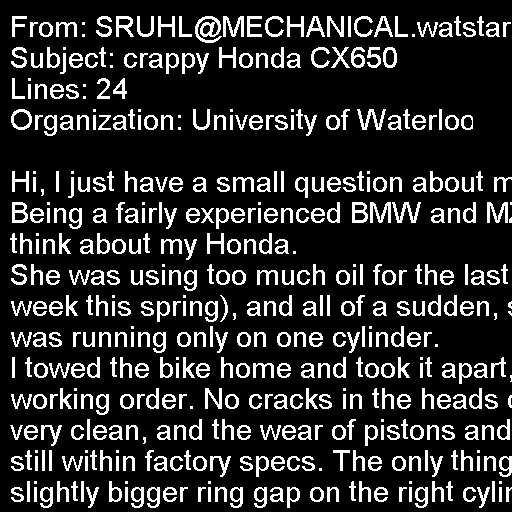 From: SRUHL@MECHANICAL.watstar
Subject: crappy Honda CX650
Lines: 24
Organization: University of Waterloo

Hi, I just have a small question about m
Being a fairly experienced BMW and MZ
think about my Honda.
She was using too much oil for the last
week this spring), and all of a sudden, s
was running only on one cylinder.
I towed the bike home and took it apart,
working order. No cracks in the heads o
very clean, and the wear of pistons and
still within factory specs. The only thing
slightly bigger ring gap on the right cylin